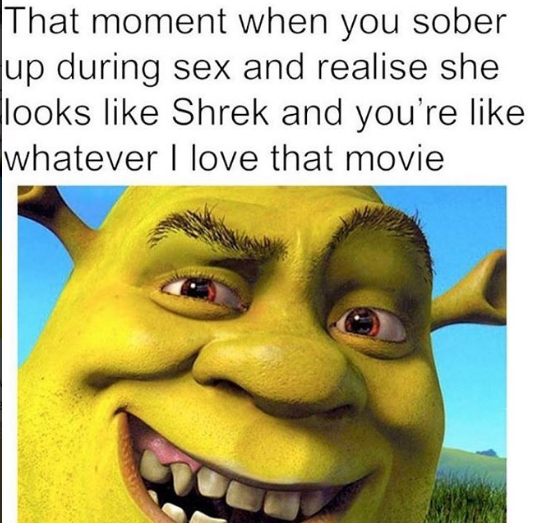 That moment when you sober
up during sex and realise she
looks like Shrek and you're like
whatever I love that movie